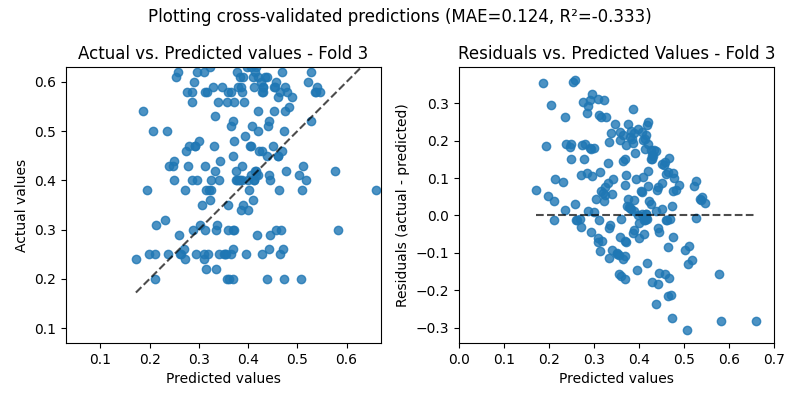 Plotting cross-validated predictions (MAE=0.124, R²=-0.333)
Actual vs. Predicted values - Fold 3
Actual values
0.6
0.5
0.4
0.3
0.2
0.1
0.1 0.2 0.3 0.4 0.5 0.6
Predicted values
Residuals vs. Predicted Values - Fold 3
Residuals (actual - predicted)
0.3
0.2
0.1
0.0
−0.1
−0.2
−0.3
0.0 0.1 0.2 0.3 0.4 0.5 0.6 0.7
Predicted values